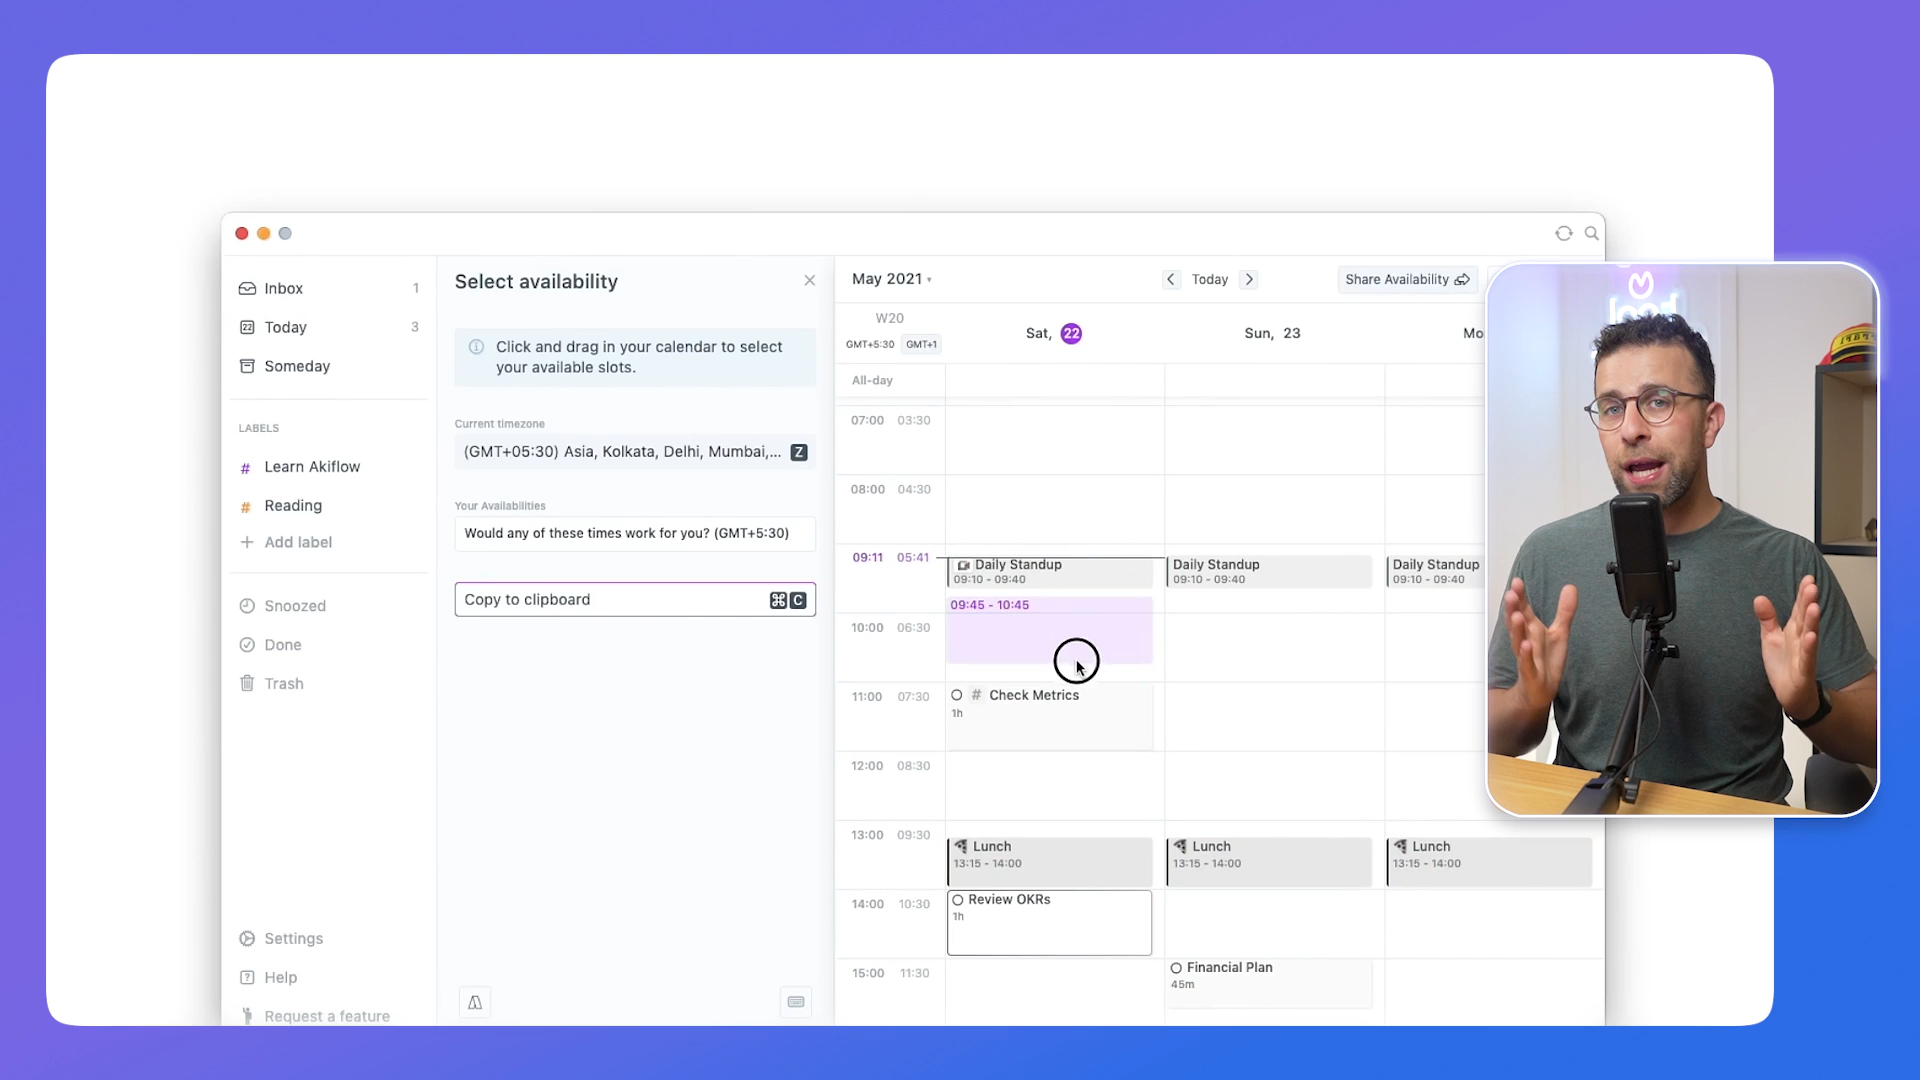 Inbox 1
Today 3
Someday
LABELS
# Learn Akiflow
# Reading
+ Add label
Snoozed
Done
Trash
Settings
Help
Request a feature
Select availability
Click and drag in your calendar to select
your available slots.
Current timezone
(GMT+05:30) Asia, Kolkata, Delhi, Mumbai,... Z
Your Availabilities
Would any of these times work for you? (GMT+5:30)
Copy to clipboard ⌘ C
May 2021
Today
Share Availability
W20
GMT+5:30 GMT+1
Sat, 22
Sun, 23
Mo
All-day
07:00 03:30
08:00 04:30
09:11 05:41
10:00 06:30
11:00 07:30
12:00 08:30
13:00 09:30
14:00 10:30
15:00 11:30
Daily Standup
09:10 - 09:40
09:45 - 10:45
# Check Metrics
1h
Lunch
13:15 - 14:00
Review OKRs
1h
Daily Standup
09:10 - 09:40
Lunch
13:15 - 14:00
Financial Plan
45m
Daily Standup
09:10 - 09:40
Lunch
13:15 - 14:00
22